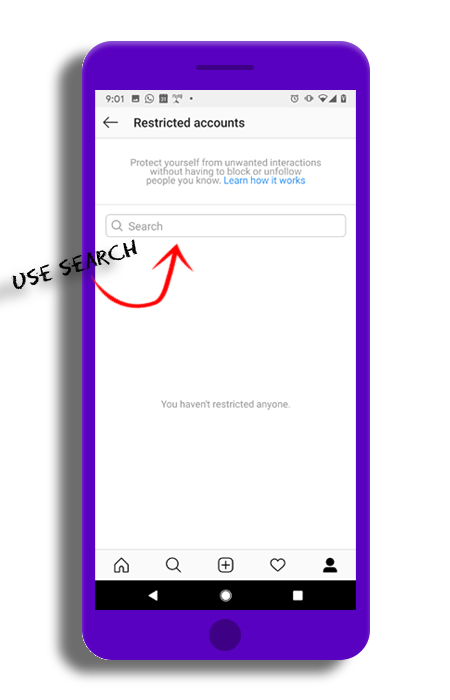 9:01
Restricted accounts
Protect yourself from unwanted interactions
without having to block or unfollow
people you know. Learn how it works
Search
USE SEARCH
You haven't restricted anyone.